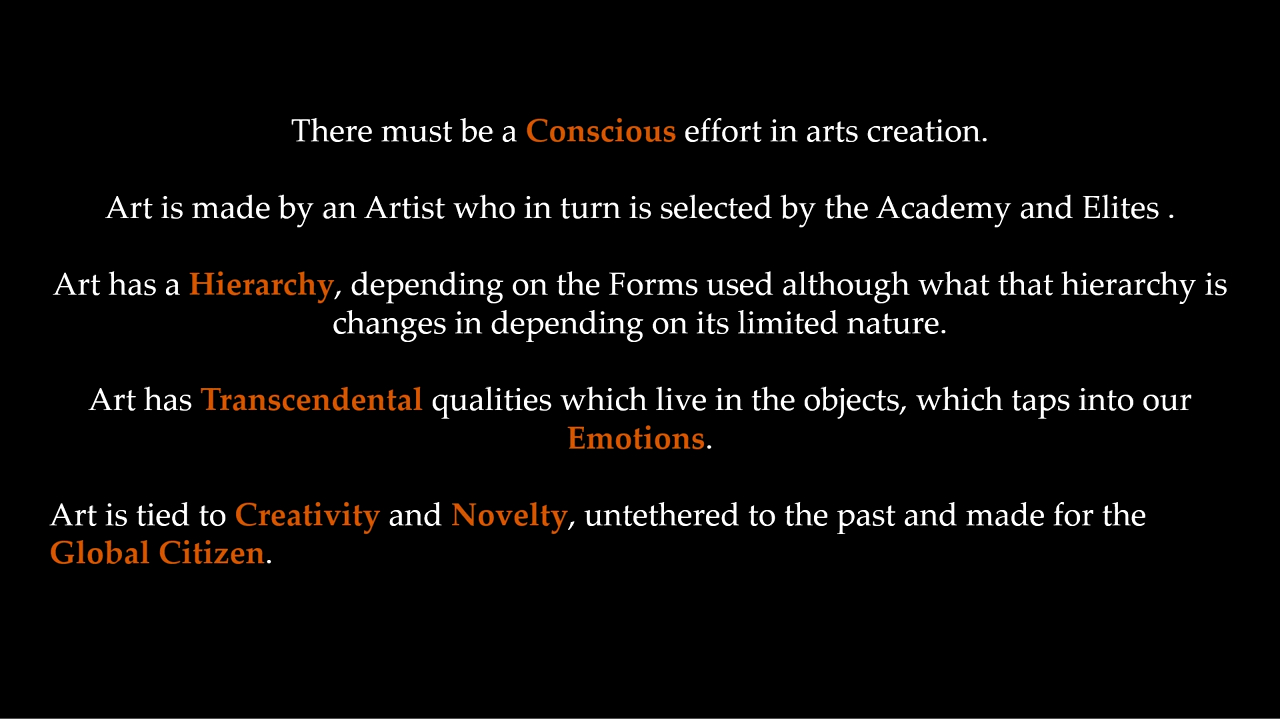 There must be a Conscious effort in arts creation.
Art is made by an Artist who in turn is selected by the Academy and Elites .
Art has a Hierarchy, depending on the Forms used although what that hierarchy is
changes in depending on its limited nature.
Art has Transcendental qualities which live in the objects, which taps into our
Emotions.
Art is tied to Creativity and Novelty, untethered to the past and made for the
Global Citizen.